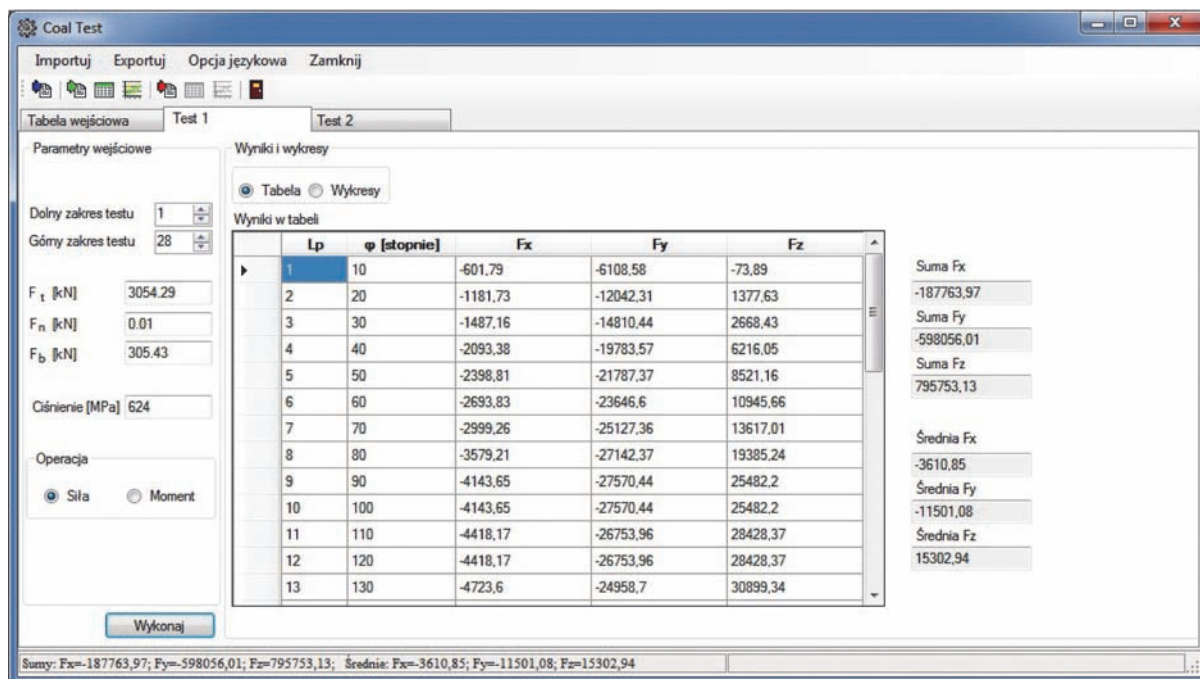 Coal Test
Importuj Exportuj Opcja językowa Zamknij
Tabela wejściowa Test 1 Test 2
Parametry wejściowe
Dolny zakres testu 1
Górny zakres testu 28
F t [kN] 3054.29
F n [kN] 0.01
F b [kN] 305.43
Ciśnienie [MPa] 624
Operacja
Siła Moment
Wykonaj
Wyniki i wykresy
Tabela Wykresy
Wyniki w tabeli
Lp φ [stopnie] Fx Fy Fz
1 10 -601,79 -6108,58 -73,89
2 20 -1181,73 -12042,31 1377,63
3 30 -1487,16 -14810,44 2668,43
4 40 -2093,38 -19783,57 6216,05
5 50 -2398,81 -21787,37 8521,16
6 60 -2693,83 -23646,6 10945,66
7 70 -2999,26 -25127,36 13617,01
8 80 -3579,21 -27142,37 19385,24
9 90 -4143,65 -27570,44 25482,2
10 100 -4143,65 -27570,44 25482,2
11 110 -4418,17 -26753,96 28428,37
12 120 -4418,17 -26753,96 28428,37
13 130 -4723,6 -24958,7 30899,34
Suma Fx
-187763,97
Suma Fy
-598056,01
Suma Fz
795753,13
Średnia Fx
-3610,85
Średnia Fy
-11501,08
Średnia Fz
15302,94
Sumy: Fx=-187763,97; Fy=-598056,01; Fz=795753,13; Średnie: Fx=-3610,85; Fy=-11501,08; Fz=15302,94